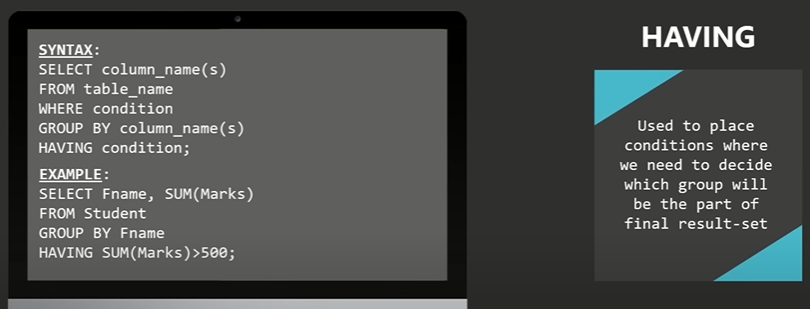 SYNTAX:
SELECT column_name(s)
FROM table_name
WHERE condition
GROUP BY column_name(s)
HAVING condition;
EXAMPLE:
SELECT Fname, SUM(Marks)
FROM Student
GROUP BY Fname
HAVING SUM(Marks)>500;
HAVING
Used to place
conditions where
we need to decide
which group will
be the part of
final result-set